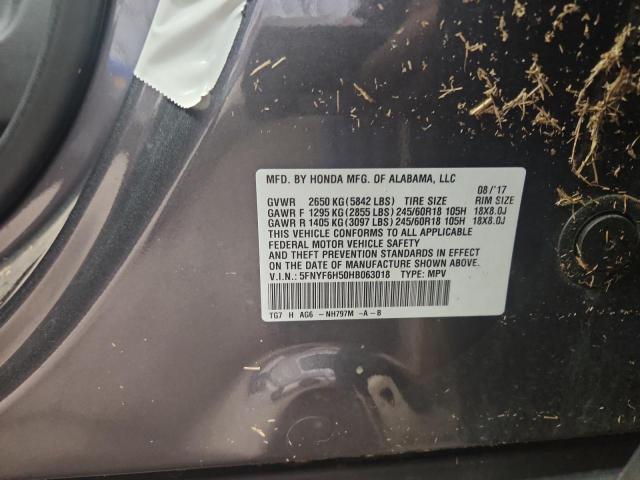 MFD. BY HONDA MFG. OF ALABAMA, LLC
08 /'17
GVWR 2650 KG (5842 LBS) TIRE SIZE RIM SIZE
GAWR F 1295 KG (2855 LBS) 245/60R18 105H 18X8.0J
GAWR R 1405 KG (3097 LBS) 245/60R18 105H 18X8.0J
THIS VEHICLE CONFORMS TO ALL APPLICABLE
FEDERAL MOTOR VEHICLE SAFETY
AND THEFT PREVENTION STANDARDS IN EFFECT
ON THE DATE OF MANUFACTURE SHOWN ABOVE.
V.I.N.: 5FNYF6H50HB063018 TYPE: MPV
TG7 H AG6 -NH797M -A-B